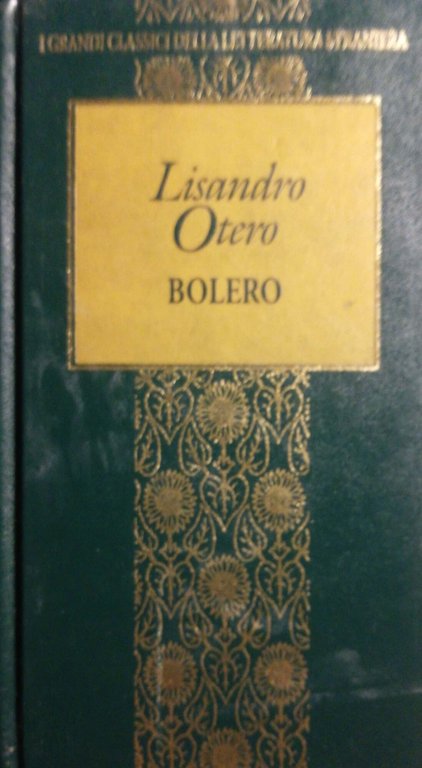 I GRANDI CLASSICI DELLA LETTERATURA STRANIERA
Lisandro
Otero
BOLERO